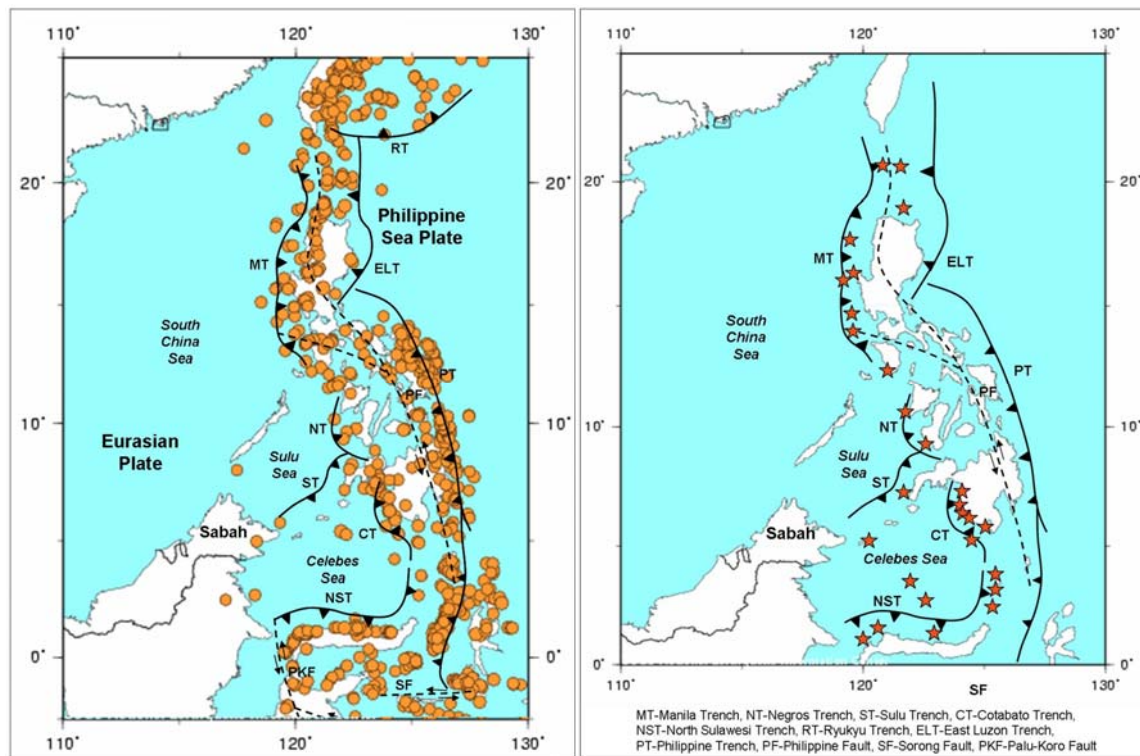 110° 120° 130°
20°
20°
10°
10°
0°
0°
RT
Philippine
Sea Plate
MT
ELT
South
China
Sea
PT
PF
Eurasian
Plate
NT
Sulu
Sea
ST
Sabah
CT
Celebes
Sea
NST
PKF
SF
110° 120° 130°
110° 120° 130°
20°
20°
10°
10°
0°
0°
MT
ELT
South
China
Sea
PT
PF
NT
Sulu
Sea
ST
Sabah
CT
Celebes Sea
NST
110° 120° 130°
SF
MT-Manila Trench, NT-Negros Trench, ST-Sulu Trench, CT-Cotabato Trench,
NST-North Sulawesi Trench, RT-Ryukyu Trench, ELT-East Luzon Trench,
PT-Philippine Trench, PF-Philippine Fault, SF-Sorong Fault, PKF-Palu-Koro Fault